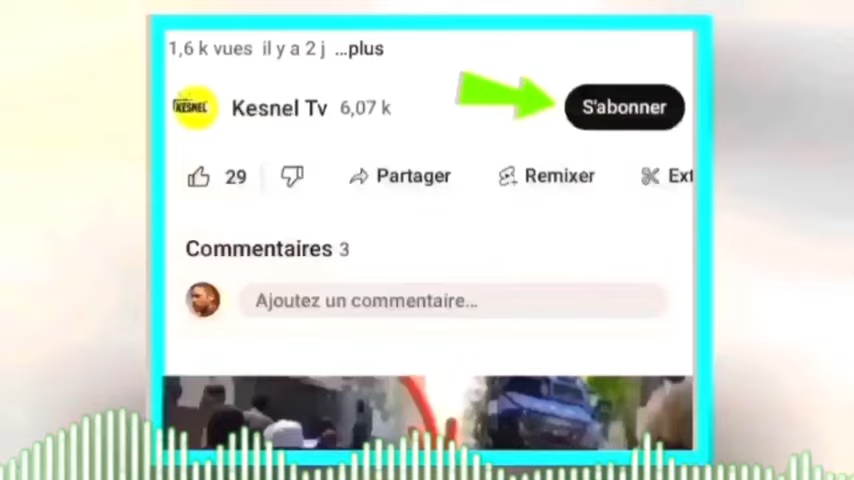 1,6 k vues il y a 2 j ...plus
KESNEL
Kesnel Tv 6,07 k
S'abonner
29
Partager
Remixer
Ext
Commentaires 3
Ajoutez un commentaire...